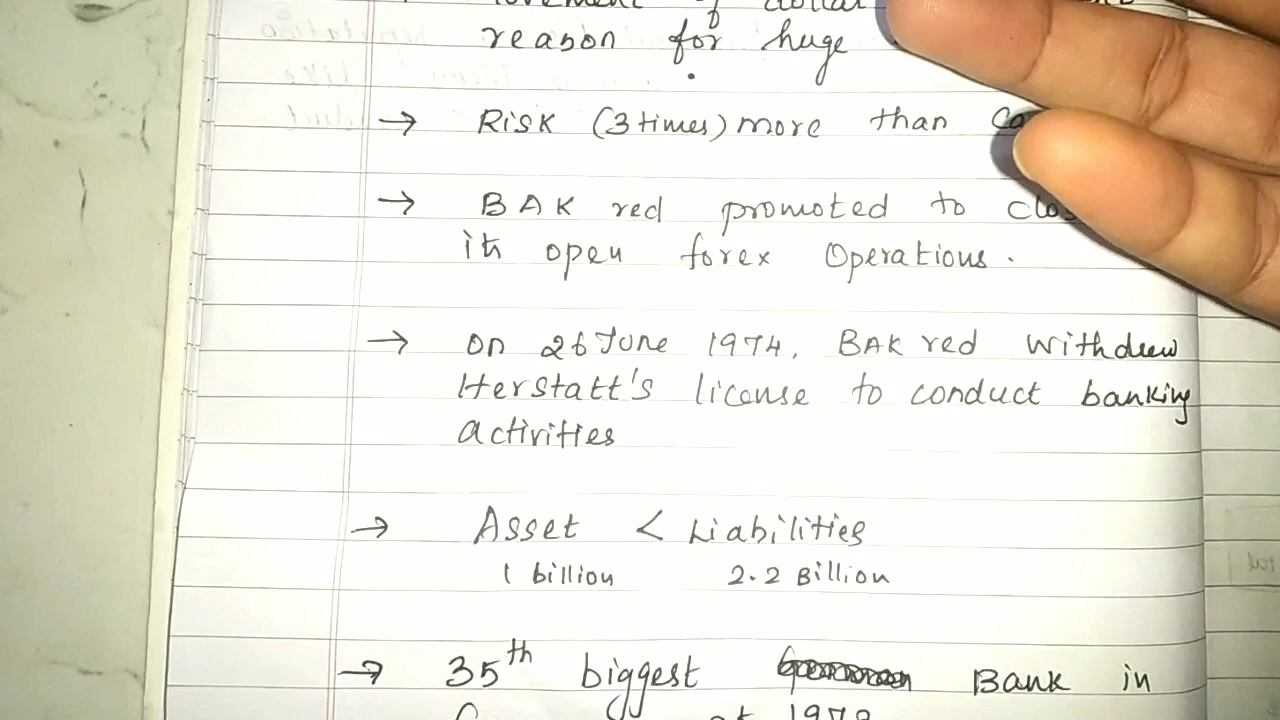 dollar
reason for huge
→ RISK (3 times) more than
→ BAK red promoted to
its open forex Operations.
→ On 26 June 1974, BAK red withdrew
Herstatt's license to conduct banking
activities
→ Asset < Liabilities
1 billion 2.2 Billion
→ 35th biggest Bank in
at